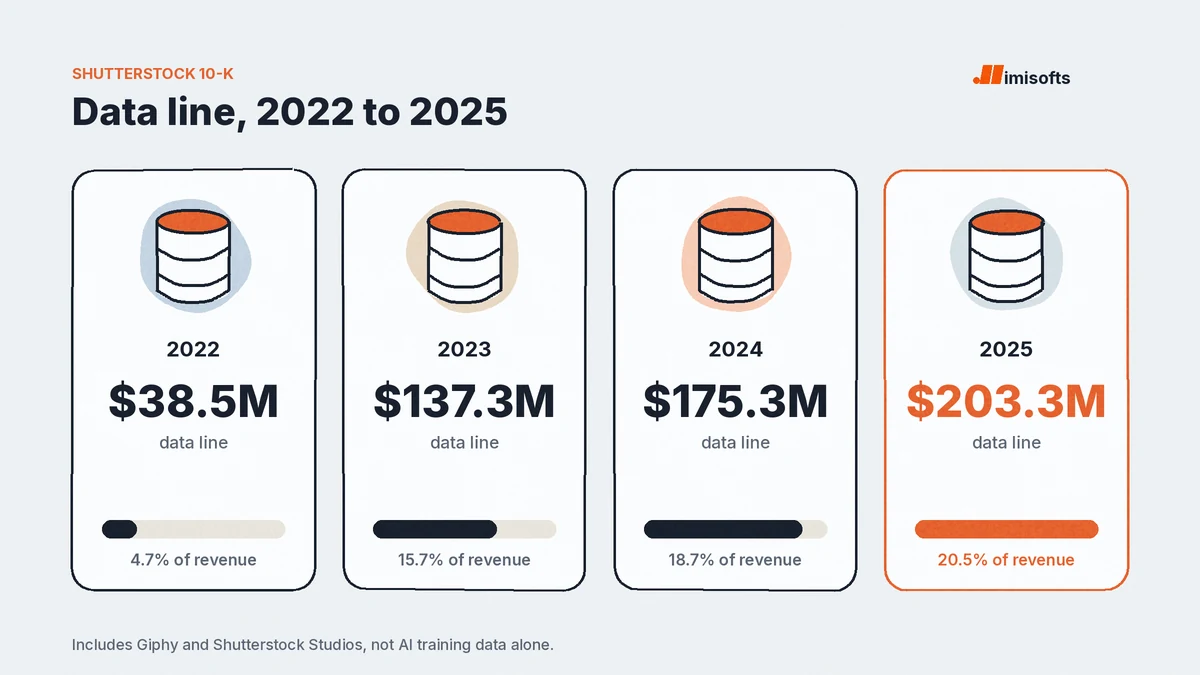 SHUTTERSTOCK 10-K
imisofts
Data line, 2022 to 2025
2022
$38.5M
data line
4.7% of revenue
2023
$137.3M
data line
15.7% of revenue
2024
$175.3M
data line
18.7% of revenue
2025
$203.3M
data line
20.5% of revenue
Includes Giphy and Shutterstock Studios, not AI training data alone.